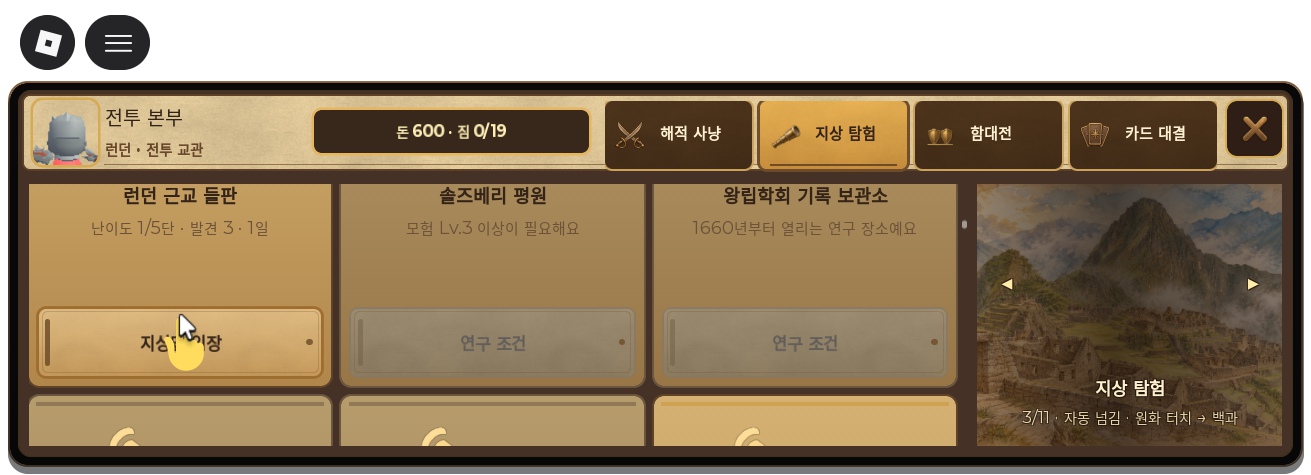 전투 본부
런던 · 전투 교관
돈 600 · 짐 0/19
해적 사냥
지상 탐험
함대전
카드 대결
런던 근교 들판
난이도 1/5단 · 발견 3 · 1일
솔즈베리 평원
모험 Lv.3 이상이 필요해요
연구 조건
왕립학회 기록 보관소
1660년부터 열리는 연구 장소예요
연구 조건
지상 탐험
3/11 · 자동 넘김 · 원화 터치 → 백과